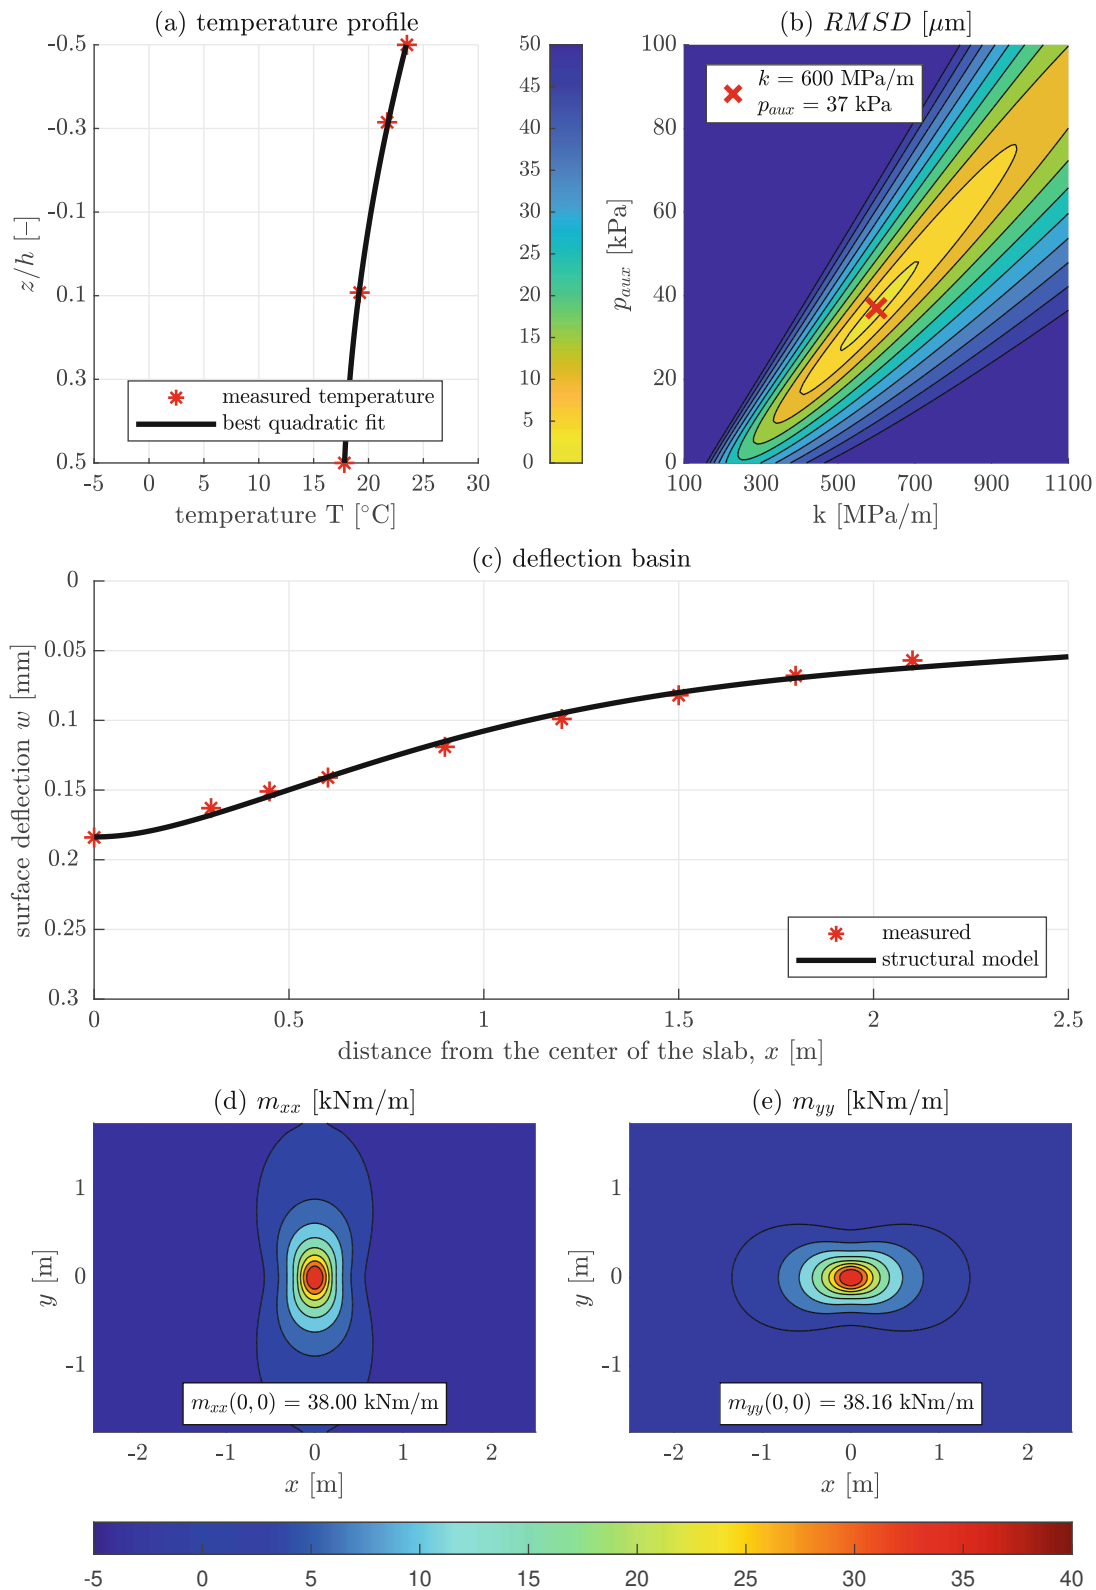 (a) temperature profile
-0.5
-0.3
-0.1
0.1
0.3
0.5
z/h [−]
measured temperature
best quadratic fit
-5 0 5 10 15 20 25 30
temperature T [°C]
50
45
40
35
30
25
20
15
10
5
0
(b) RMSD [μm]
k = 600 MPa/m
p_aux = 37 kPa
100
80
60
40
20
0
p_aux [kPa]
100 300 500 700 900 1100
k [MPa/m]
(c) deflection basin
0
0.05
0.1
0.15
0.2
0.25
0.3
surface deflection w [mm]
measured
structural model
0 0.5 1 1.5 2 2.5
distance from the center of the slab, x [m]
(d) m_xx [kNm/m]
1
0
-1
y [m]
m_xx(0, 0) = 38.00 kNm/m
-2 -1 0 1 2
x [m]
(e) m_yy [kNm/m]
1
0
-1
y [m]
m_yy(0, 0) = 38.16 kNm/m
-2 -1 0 1 2
x [m]
-5 0 5 10 15 20 25 30 35 40